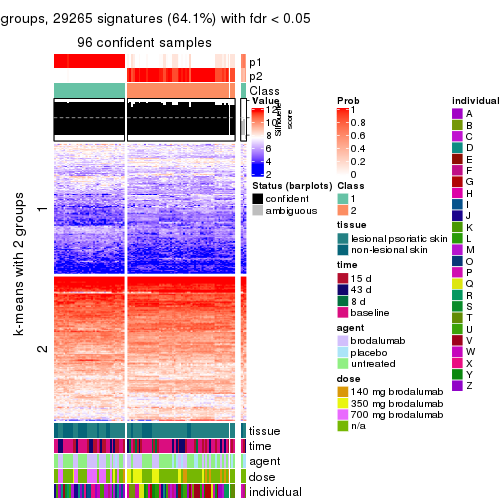 groups, 29265 signatures (64.1%) with fdr < 0.05
96 confident samples
p1
p2
Class
Silhouette score
k-means with 2 groups
1
2
tissue
time
agent
dose
individual
Value
12
10
8
6
4
2
Status (barplots)
confident
ambiguous
Prob
1
0.8
0.6
0.4
0.2
0
Class
1
2
tissue
lesional psoriatic skin
non-lesional skin
time
15 d
43 d
8 d
baseline
agent
brodalumab
placebo
untreated
dose
140 mg brodalumab
350 mg brodalumab
700 mg brodalumab
n/a
individual
A
B
C
D
E
F
G
H
I
J
K
L
M
O
P
Q
R
S
T
U
V
W
X
Y
Z